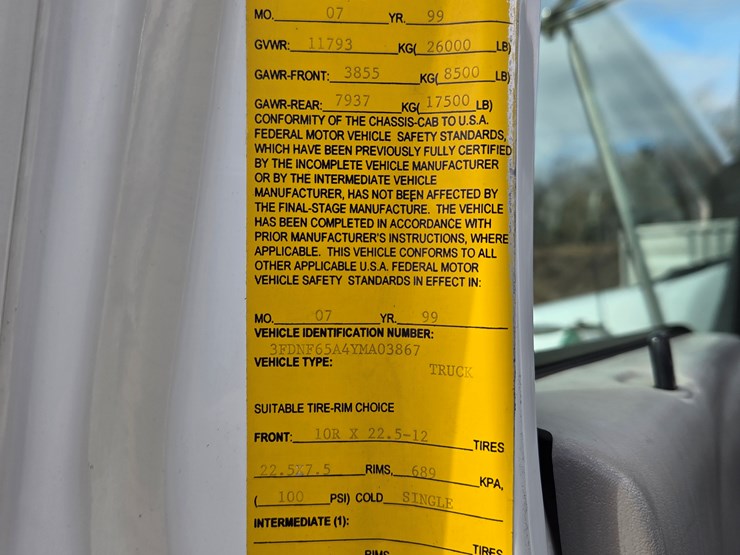 MO. 07 YR. 99
GVWR: 11793 KG( 26000 LB)
GAWR-FRONT: 3855 KG( 8500 LB)
GAWR-REAR: 7937 KG( 17500 LB)
CONFORMITY OF THE CHASSIS-CAB TO U.S.A.
FEDERAL MOTOR VEHICLE SAFETY STANDARDS,
WHICH HAVE BEEN PREVIOUSLY FULLY CERTIFIED
BY THE INCOMPLETE VEHICLE MANUFACTURER
OR BY THE INTERMEDIATE VEHICLE
MANUFACTURER, HAS NOT BEEN AFFECTED BY
THE FINAL-STAGE MANUFACTURE. THE VEHICLE
HAS BEEN COMPLETED IN ACCORDANCE WITH
PRIOR MANUFACTURER'S INSTRUCTIONS, WHERE
APPLICABLE. THIS VEHICLE CONFORMS TO ALL
OTHER APPLICABLE U.S.A. FEDERAL MOTOR
VEHICLE SAFETY STANDARDS IN EFFECT IN:
MO. 07 YR. 99
VEHICLE IDENTIFICATION NUMBER:
3FDNF65A4YMA03867
VEHICLE TYPE:
TRUCK
SUITABLE TIRE-RIM CHOICE
FRONT: 10R X 22.5-12 TIRES
22.5X7.5 RIMS, 689 KPA,
( 100 PSI) COLD SINGLE
INTERMEDIATE (1):
TIRES
RIMS